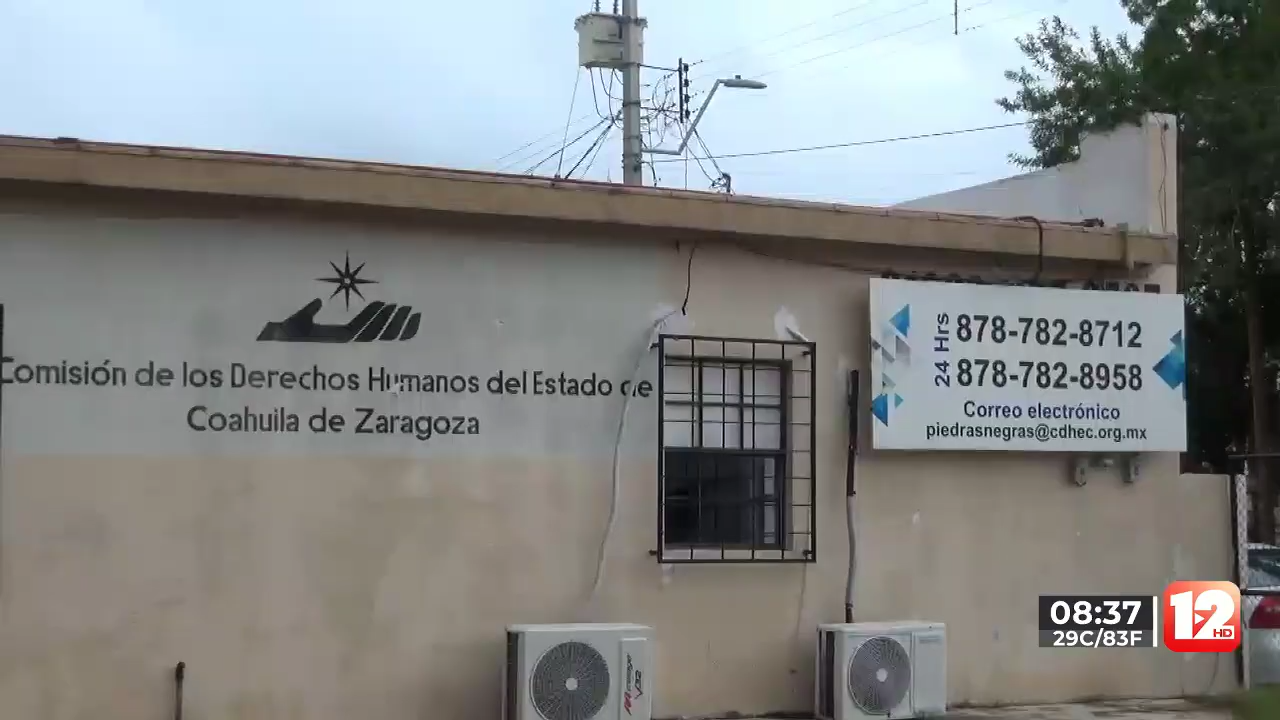 Comisión de los Derechos Humanos del Estado de
Coahuila de Zaragoza
24 Hrs
878-782-8712
878-782-8958
Correo electrónico
piedrasnegras@cdhec.org.mx
Mirage
08:37
29C/83F
12
HD